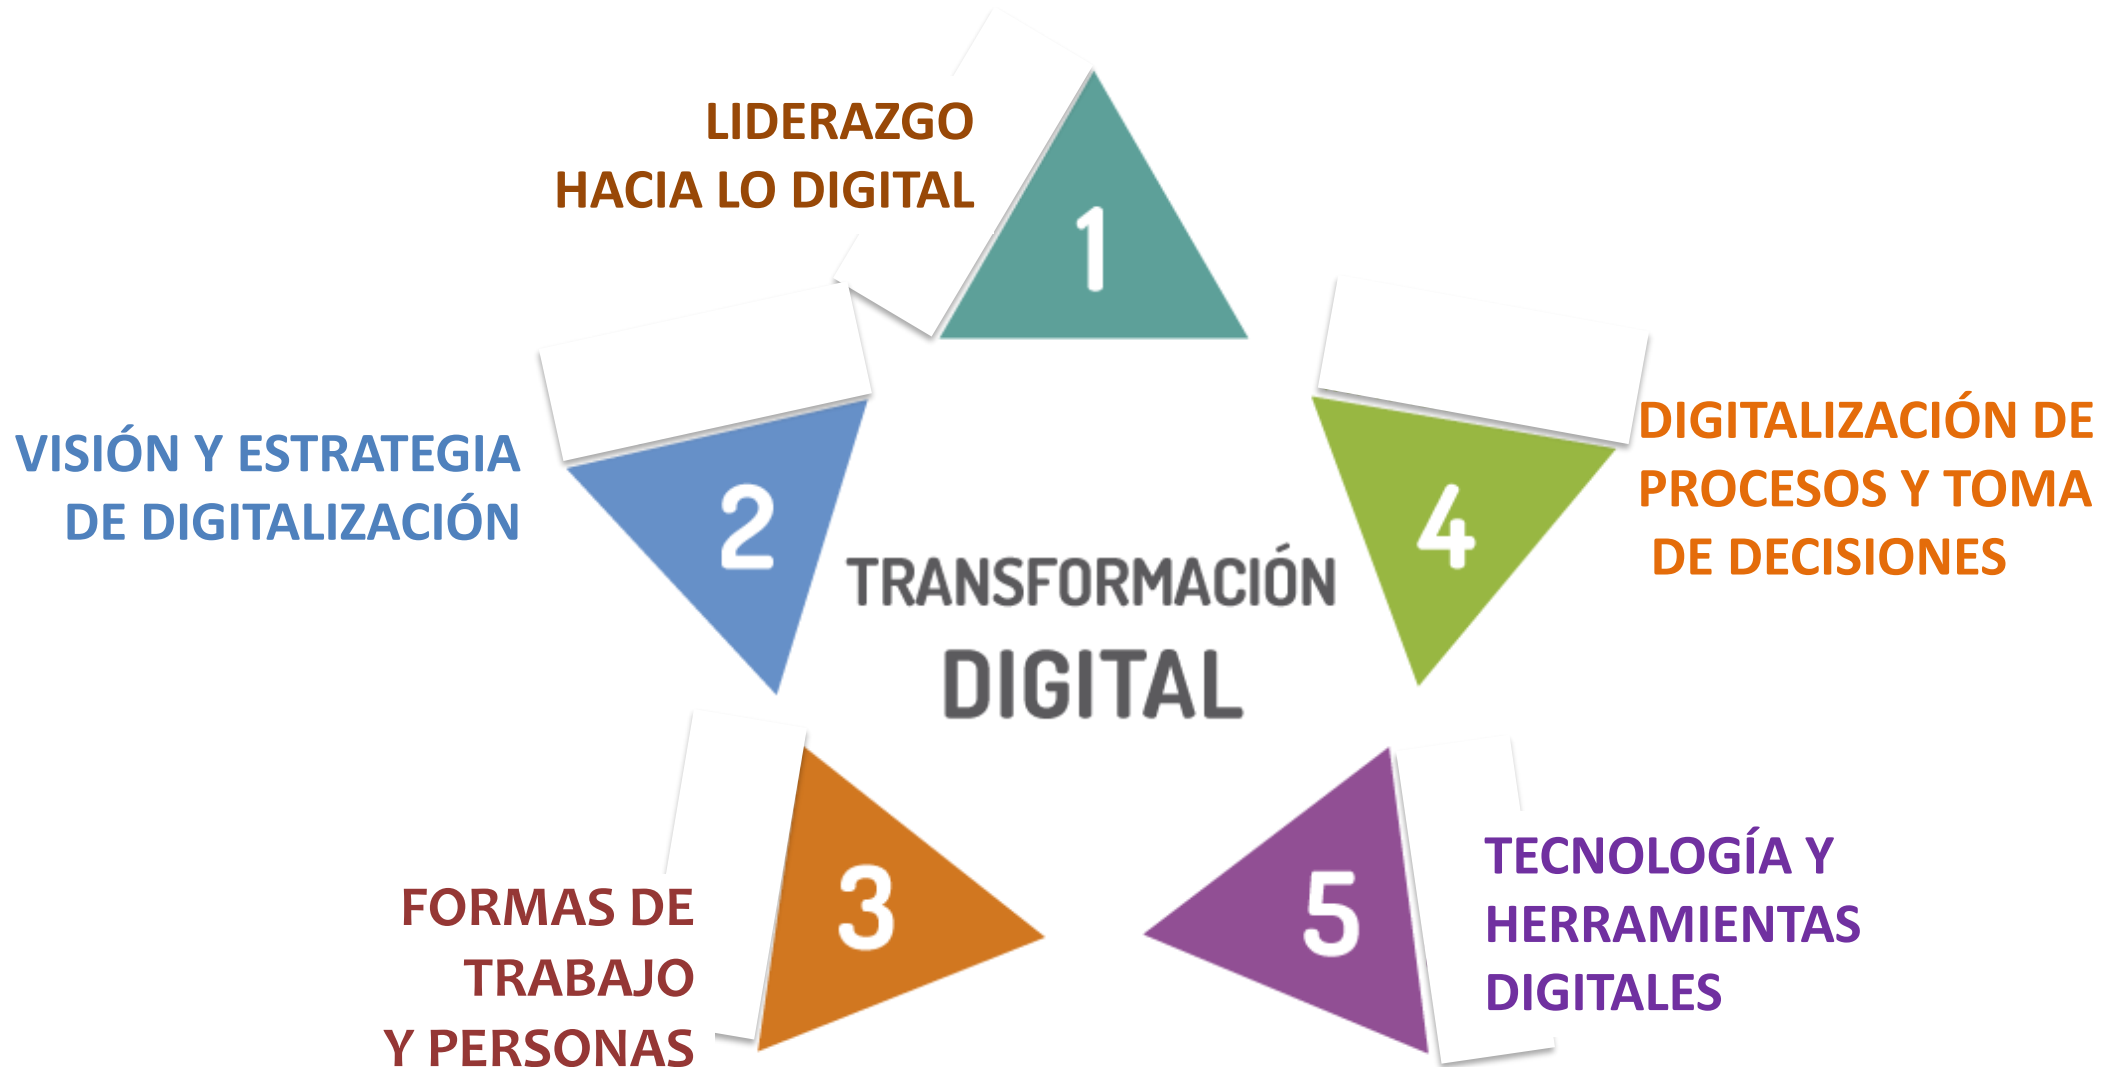 LIDERAZGO
HACIA LO DIGITAL
1
VISIÓN Y ESTRATEGIA
DE DIGITALIZACIÓN
2
4
DIGITALIZACIÓN DE
PROCESOS Y TOMA
DE DECISIONES
TRANSFORMACIÓN
DIGITAL
FORMAS DE
TRABAJO
Y PERSONAS
3
5
TECNOLOGÍA Y
HERRAMIENTAS
DIGITALES